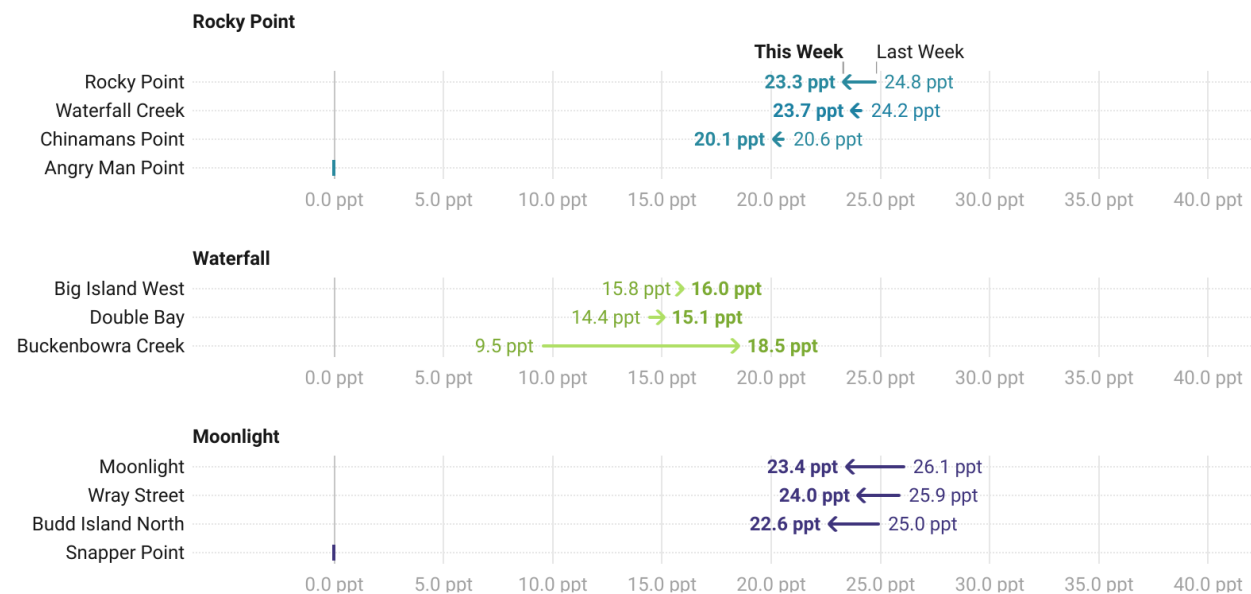 Rocky Point
This Week Last Week
Rocky Point 23.3 ppt 24.8 ppt
Waterfall Creek 23.7 ppt 24.2 ppt
Chinamans Point 20.1 ppt 20.6 ppt
Angry Man Point
0.0 ppt 5.0 ppt 10.0 ppt 15.0 ppt 20.0 ppt 25.0 ppt 30.0 ppt 35.0 ppt 40.0 ppt
Waterfall
Big Island West 15.8 ppt 16.0 ppt
Double Bay 14.4 ppt 15.1 ppt
Buckenbowra Creek 9.5 ppt 18.5 ppt
0.0 ppt 5.0 ppt 10.0 ppt 15.0 ppt 20.0 ppt 25.0 ppt 30.0 ppt 35.0 ppt 40.0 ppt
Moonlight
Moonlight 23.4 ppt 26.1 ppt
Wray Street 24.0 ppt 25.9 ppt
Budd Island North 22.6 ppt 25.0 ppt
Snapper Point
0.0 ppt 5.0 ppt 10.0 ppt 15.0 ppt 20.0 ppt 25.0 ppt 30.0 ppt 35.0 ppt 40.0 ppt